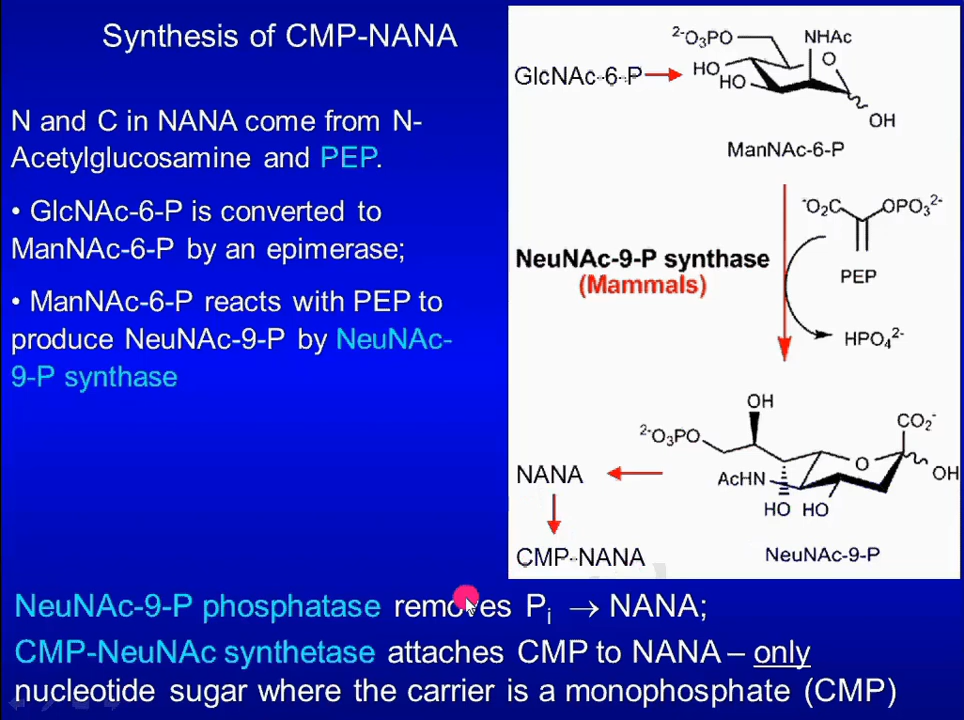 Synthesis of CMP-NANA
N and C in NANA come from N-
Acetylglucosamine and PEP.
• GlcNAc-6-P is converted to
ManNAc-6-P by an epimerase;
• ManNAc-6-P reacts with PEP to
produce NeuNAc-9-P by NeuNAc-
9-P synthase
²⁻O₃PO
NHAc
GlcNAc-6-P
HO
HO
O
OH
ManNAc-6-P
⁻O₂C
OPO₃²⁻
NeuNAc-9-P synthase
(Mammals)
PEP
HPO₄²⁻
OH
CO₂⁻
²⁻O₃PO
O
OH
NANA
AcHN
HO HO
CMP-NANA
NeuNAc-9-P
NeuNAc-9-P phosphatase removes Pᵢ → NANA;
CMP-NeuNAc synthetase attaches CMP to NANA – only
nucleotide sugar where the carrier is a monophosphate (CMP)